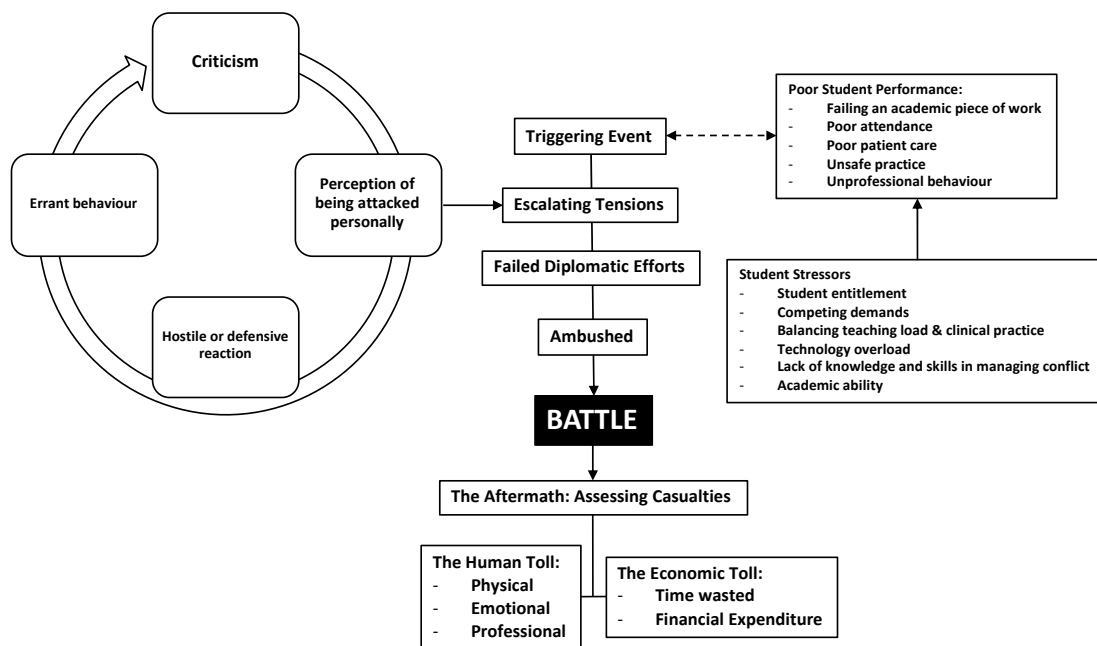 Criticism
Errant behaviour
Perception of
being attacked
personally
Hostile or defensive
reaction
Triggering Event
Escalating Tensions
Failed Diplomatic Efforts
Ambushed
BATTLE
The Aftermath: Assessing Casualties
The Human Toll:
- Physical
- Emotional
- Professional
The Economic Toll:
- Time wasted
- Financial Expenditure
Poor Student Performance:
- Failing an academic piece of work
- Poor attendance
- Poor patient care
- Unsafe practice
- Unprofessional behaviour
Student Stressors
- Student entitlement
- Competing demands
- Balancing teaching load & clinical practice
- Technology overload
- Lack of knowledge and skills in managing conflict
- Academic ability